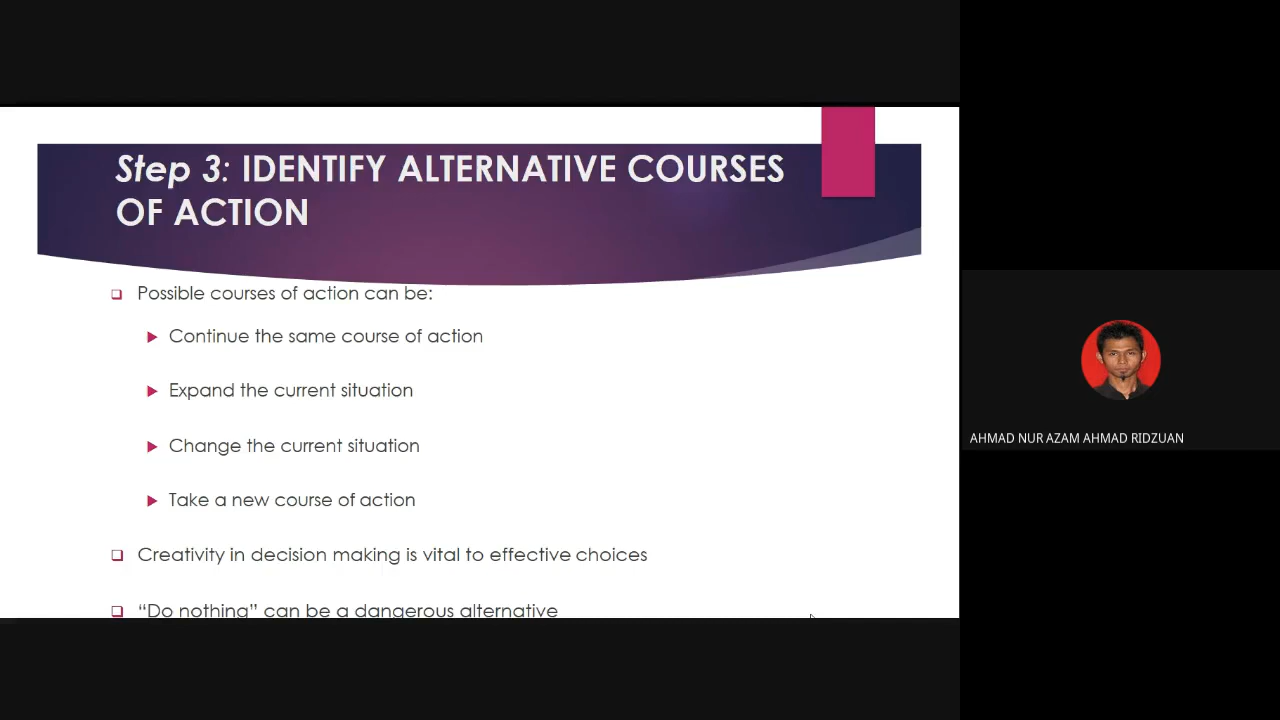 Step 3: IDENTIFY ALTERNATIVE COURSES
OF ACTION
Possible courses of action can be:
Continue the same course of action
Expand the current situation
Change the current situation
Take a new course of action
Creativity in decision making is vital to effective choices
“Do nothing” can be a dangerous alternative
AHMAD NUR AZAM AHMAD RIDZUAN